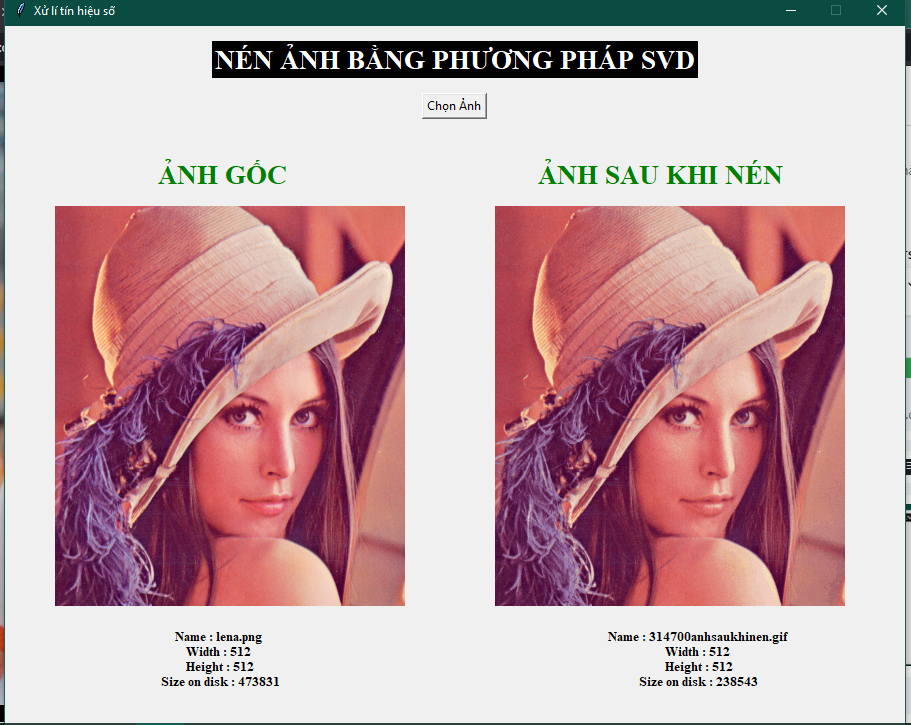 Xử lí tín hiệu số
NÉN ẢNH BẰNG PHƯƠNG PHÁP SVD
Chọn Ảnh
ẢNH GỐC
ẢNH SAU KHI NÉN
Name : lena.png
Width : 512
Height : 512
Size on disk : 473831
Name : 314700anhsaukhinen.gif
Width : 512
Height : 512
Size on disk : 238543